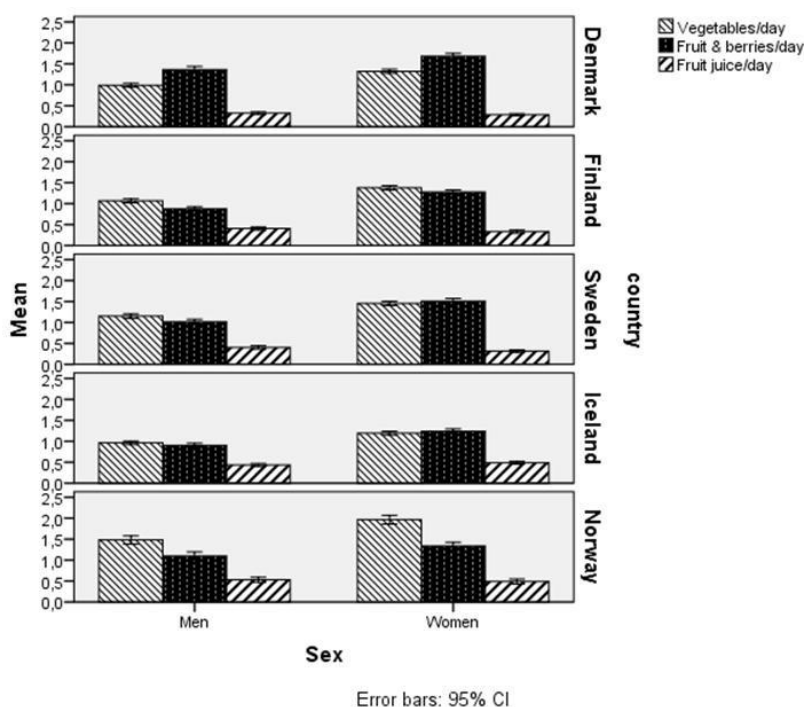 Vegetables/day
Fruit & berries/day
Fruit juice/day
Mean
2,5
2,0
1,5
1,0
0,5
0,0
Denmark
2,5
2,0
1,5
1,0
0,5
0,0
Finland
2,5
2,0
1,5
1,0
0,5
0,0
Sweden
2,5
2,0
1,5
1,0
0,5
0,0
Iceland
2,5
2,0
1,5
1,0
0,5
0,0
Norway
country
Men Women
Sex
Error bars: 95% CI